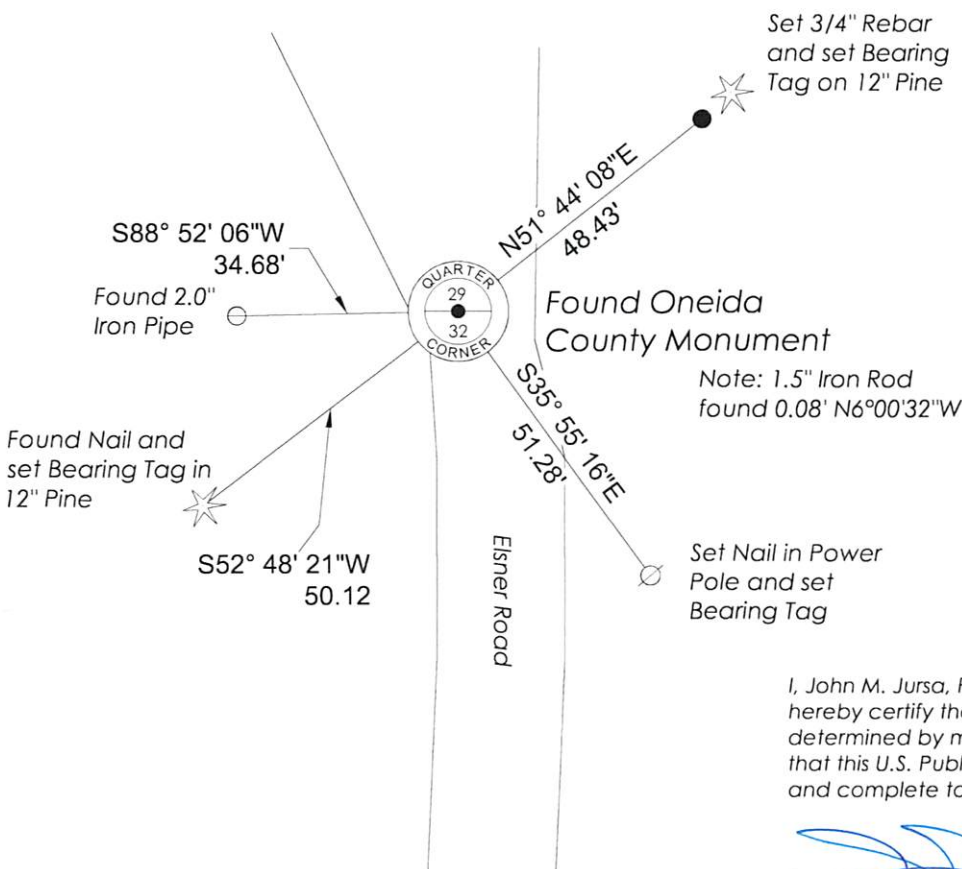 Set 3/4" Rebar
and set Bearing
Tag on 12" Pine
N51° 44' 08"E
48.43'
S88° 52' 06"W
34.68'
Found 2.0"
Iron Pipe
QUARTER
29
32
CORNER
Found Oneida
County Monument
Note: 1.5" Iron Rod
found 0.08' N6°00'32"W
S35° 55' 16"E
51.28'
Found Nail and
set Bearing Tag in
12" Pine
S52° 48' 21"W
50.12
Elsner Road
Set Nail in Power
Pole and set
Bearing Tag
I, John M. Jursa,
hereby certify
determined by
that this U.S.
and complete